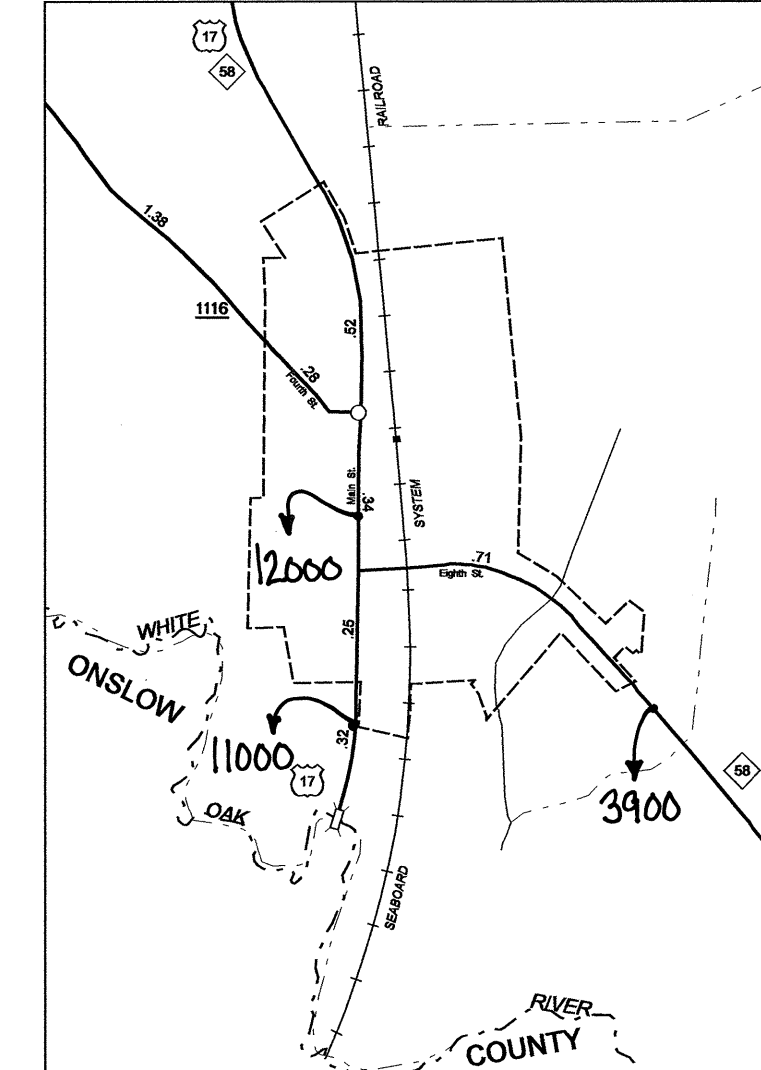 17
58
RAILROAD
1.38
1116
.52
.28
Fourth St.
Main St.
.34
SYSTEM
12000
.71
Eighth St.
.25
WHITE
ONSLOW
11000
.32
17
OAK
3900
58
SEABOARD
RIVER
COUNTY